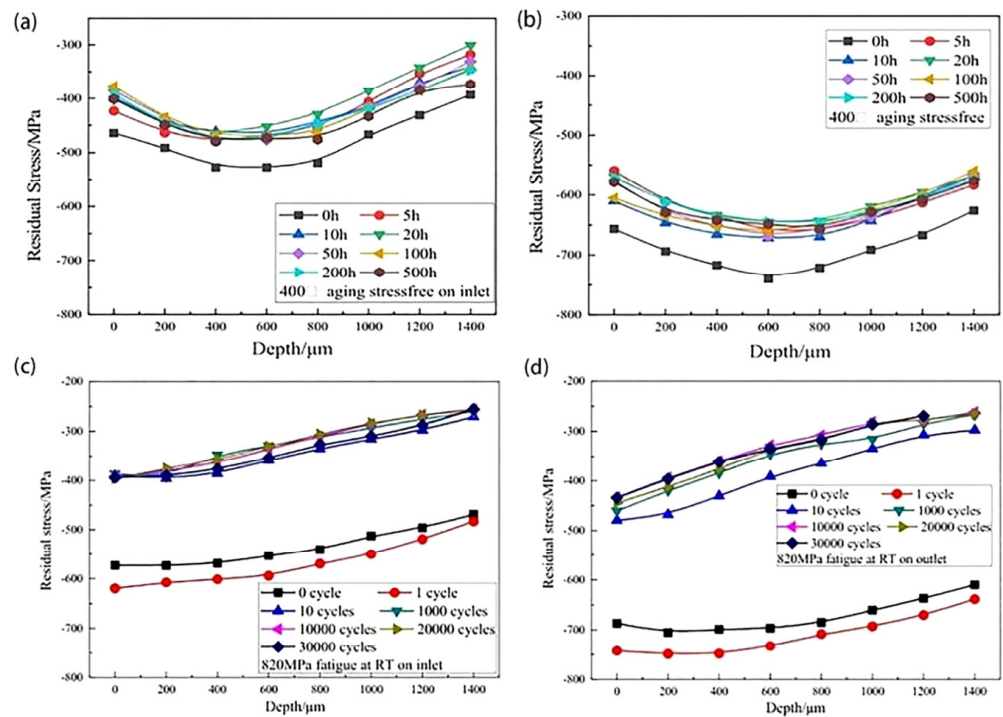 (a)
Residual Stress/MPa
-300
-400
-500
-600
-700
-800
0h 5h
10h 20h
50h 100h
200h 500h
400□ aging stressfree on inlet
0 200 400 600 800 1000 1200 1400
Depth/μm
(b)
Residual Stress/MPa
-300
-400
-500
-600
-700
-800
0h 5h
10h 20h
50h 100h
200h 500h
400□ aging stressfree
0 200 400 600 800 1000 1200 1400
Depth/μm
(c)
Residual stress/MPa
-200
-300
-400
-500
-600
-700
-800
0 cycle 1 cycle
10 cycles 1000 cycles
10000 cycles 20000 cycles
30000 cycles
820MPa fatigue at RT on inlet
0 200 400 600 800 1000 1200 1400
Depth/μm
(d)
Residual stress/MPa
-200
-300
-400
-500
-600
-700
-800
0 cycle 1 cycle
10 cycles 1000 cycles
10000 cycles 20000 cycles
30000 cycles
820MPa fatigue at RT on outlet
0 200 400 600 800 1000 1200 1400
Depth/μm